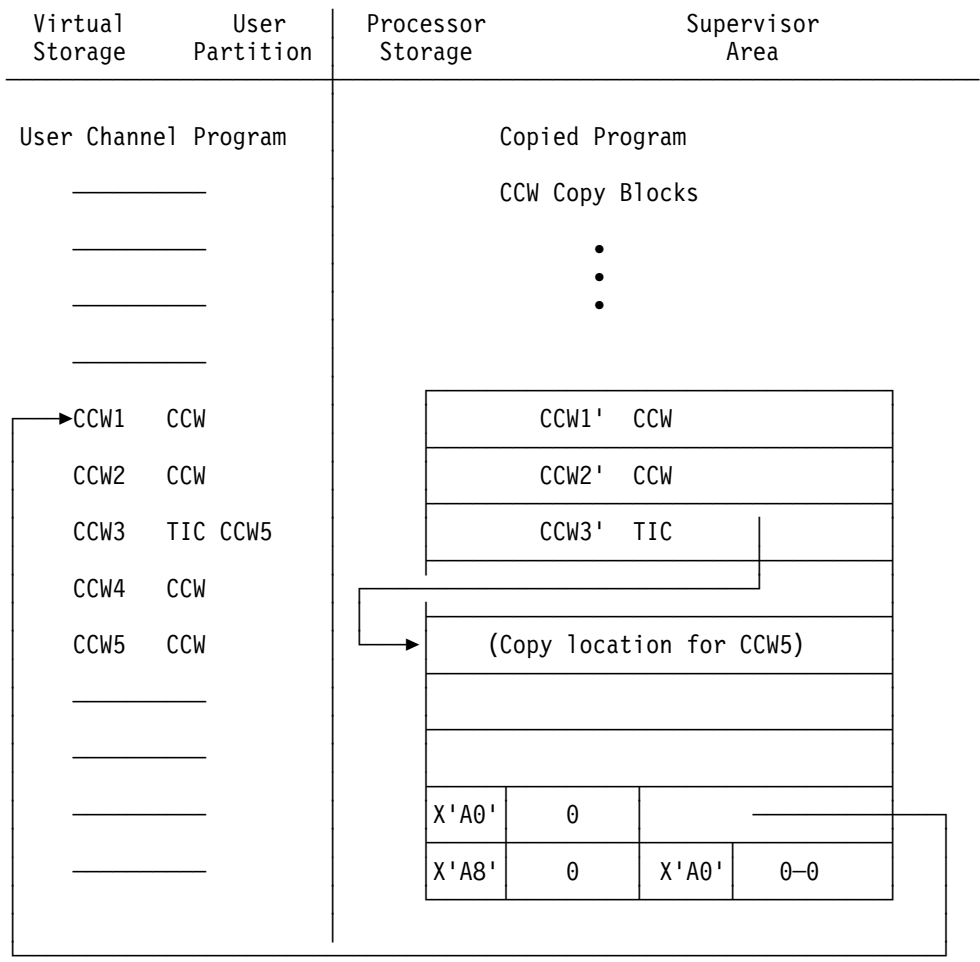 Virtual User Processor Supervisor
Storage Partition Storage Area
User Channel Program Copied Program
CCW Copy Blocks
CCW1 CCW CCW1' CCW
CCW2 CCW CCW2' CCW
CCW3 TIC CCW5 CCW3' TIC
CCW4 CCW
CCW5 CCW (Copy location for CCW5)
X'A0' 0
X'A8' 0 X'A0' 0—0